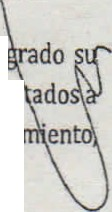 grado su
tados a
miento,